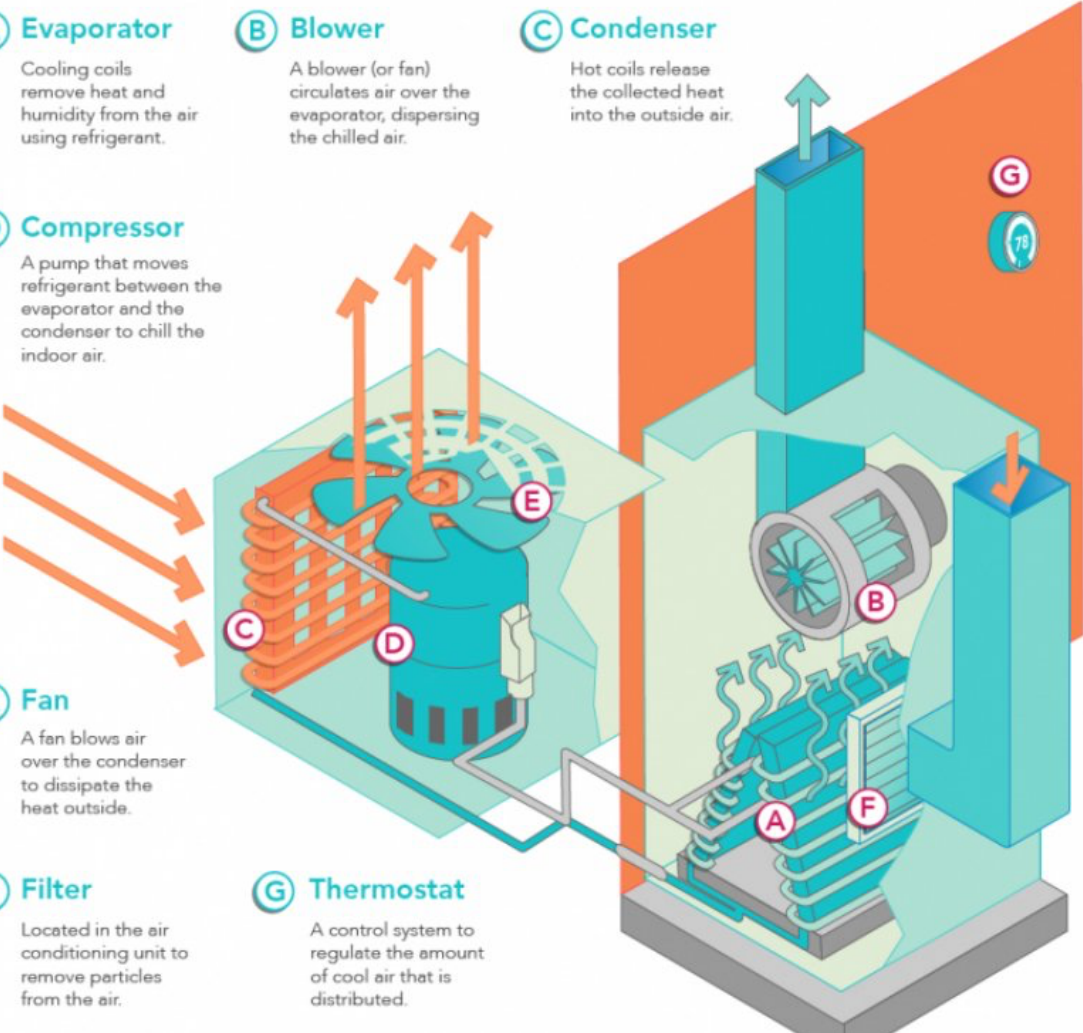 Evaporator
Cooling coils
remove heat and
humidity from the air
using refrigerant.
B Blower
A blower (or fan)
circulates air over the
evaporator, dispersing
the chilled air.
C Condenser
Hot coils release
the collected heat
into the outside air.
G
78
Compressor
A pump that moves
refrigerant between the
evaporator and the
condenser to chill the
indoor air.
E
B
C
D
A
F
Fan
A fan blows air
over the condenser
to dissipate the
heat outside.
Filter
Located in the air
conditioning unit to
remove particles
from the air.
G Thermostat
A control system to
regulate the amount
of cool air that is
distributed.